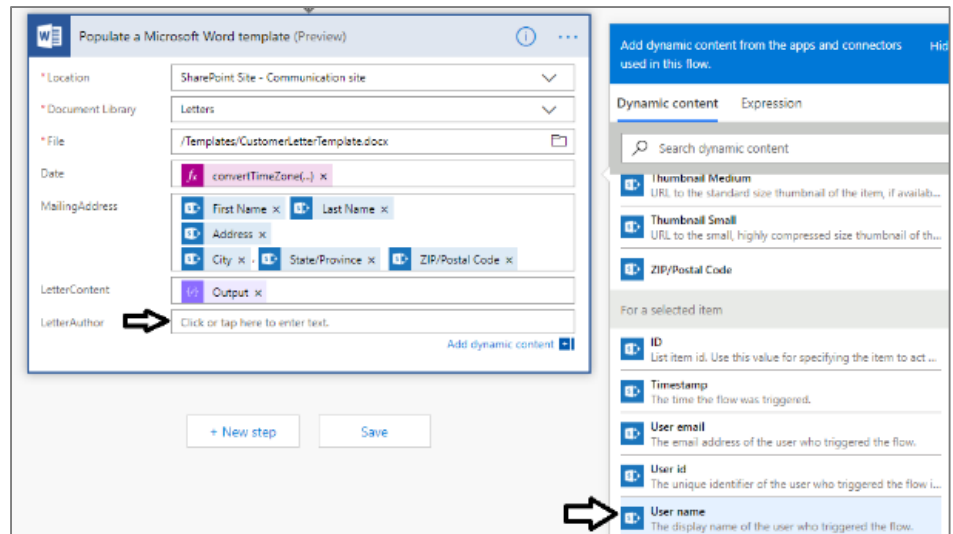 Populate a Microsoft Word template (Preview)
* Location
SharePoint Site - Communication site
* Document Library
Letters
* File
/Templates/CustomerLetterTemplate.docx
Date
fx convertTimeZone(...) ×
MailingAddress
First Name × Last Name ×
Address ×
City × , State/Province × ZIP/Postal Code ×
LetterContent
Output ×
LetterAuthor
Click or tap here to enter text.
Add dynamic content
+ New step
Save
Add dynamic content from the apps and connectors Hid
used in this flow.
Dynamic content Expression
Search dynamic content
Thumbnail Medium
URL to the standard size thumbnail of the item, if availab...
Thumbnail Small
URL to the small, highly compressed size thumbnail of th...
ZIP/Postal Code
For a selected item
ID
List item id. Use this value for specifying the item to act ...
Timestamp
The time the flow was triggered.
User email
The email address of the user who triggered the flow.
User id
The unique identifier of the user who triggered the flow i...
User name
The display name of the user who triggered the flow.